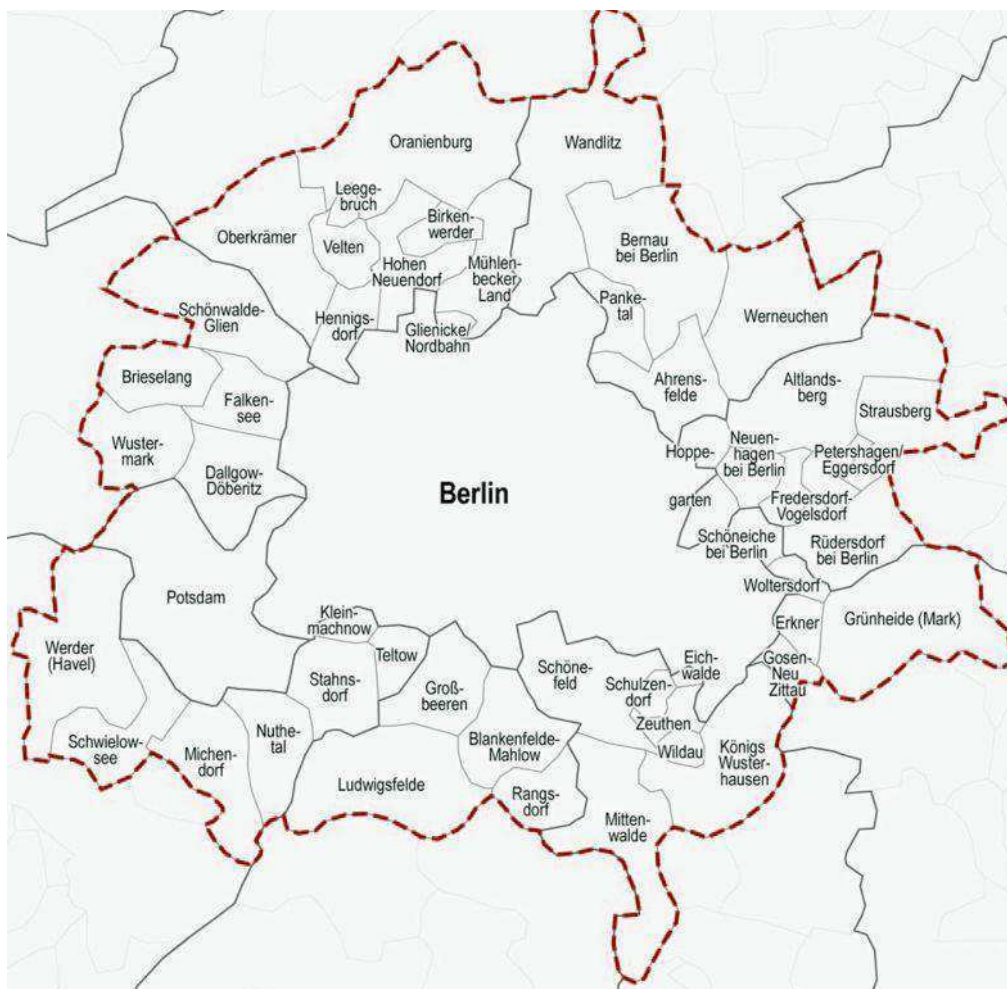 Oranienburg
Wandlitz
Leege-
bruch
Birken-
werder
Oberkrämer
Velten
Bernau
bei Berlin
Hohen
Neuendorf
Mühlen-
becker
Land
Schönwalde-
Glien
Hennigs-
dorf
Glienicke/
Nordbahn
Panke-
tal
Werneuchen
Brieselang
Falken-
see
Ahrens-
felde
Altlands-
berg
Strausberg
Wuster-
mark
Dallgow-
Döberitz
Hoppe-
garten
Neuen-
hagen
bei Berlin
Petershagen/
Eggersdorf
Berlin
Fredersdorf-
Vogelsdorf
Schöneiche
bei Berlin
Rüdersdorf
bei Berlin
Woltersdorf
Potsdam
Klein-
machnow
Erkner
Grünheide (Mark)
Werder
(Havel)
Teltow
Stahns-
dorf
Schöne-
feld
Eich-
walde
Schulzen-
dorf
Gosen-
Neu
Zittau
Groß-
beeren
Zeuthen
Schwielow-
see
Michen-
dorf
Nuthe-
tal
Blankenfelde-
Mahlow
Wildau
Königs
Wuster-
hausen
Ludwigsfelde
Rangs-
dorf
Mitten-
walde